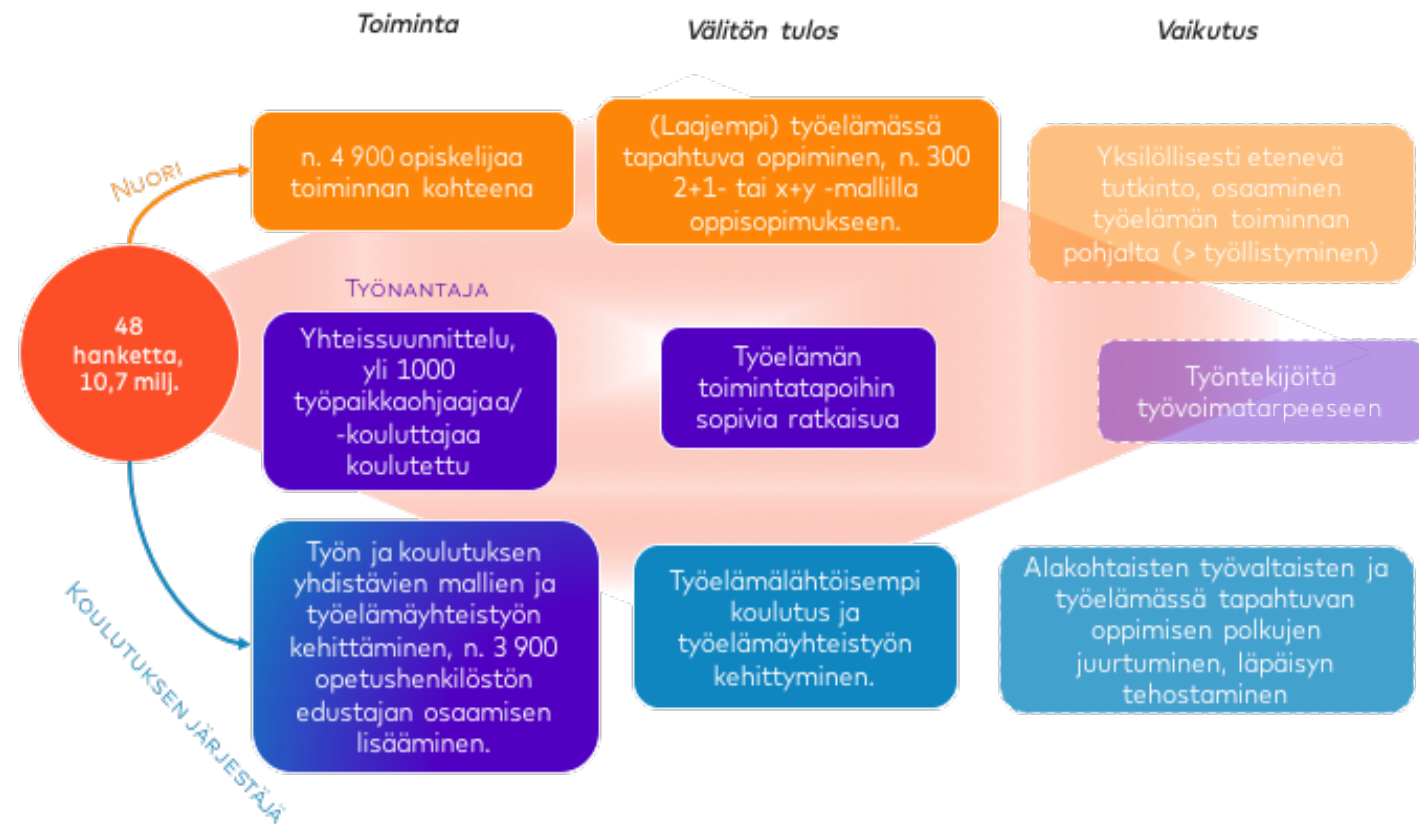 Toiminta
Välitön tulos
Vaikutus
NUORI
n. 4 900 opiskelijaa
toiminnan kohteena
(Laajempi) työelämässä
tapahtuva oppiminen, n. 300
2+1- tai x+y -mallilla
oppisopimukseen.
Yksilöllisesti etenevä
tutkinto, osaaminen
työelämän toiminnan
pohjalta (> työllistyminen)
48
hanketta,
10,7 milj.
TYÖNANTAJA
Yhteissuunnittelu,
yli 1000
työpaikkaohjaajaa/
-kouluttajaa
koulutettu
Työelämän
toimintatapoihin
sopivia ratkaisua
Työntekijöitä
työvoimatarpeeseen
KOULUTUKSEN JÄRJESTÄJÄ
Työn ja koulutuksen
yhdistävien mallien ja
työelämäyhteistyön
kehittäminen, n. 3 900
opetushenkilöstön
edustajan osaamisen
lisääminen.
Työelämälähtöisempi
koulutus ja
työelämäyhteistyön
kehittyminen.
Alakohtaisten työvaltaisten ja
työelämässä tapahtuvan
oppimisen polkujen
juurtuminen, läpäisyn
tehostaminen